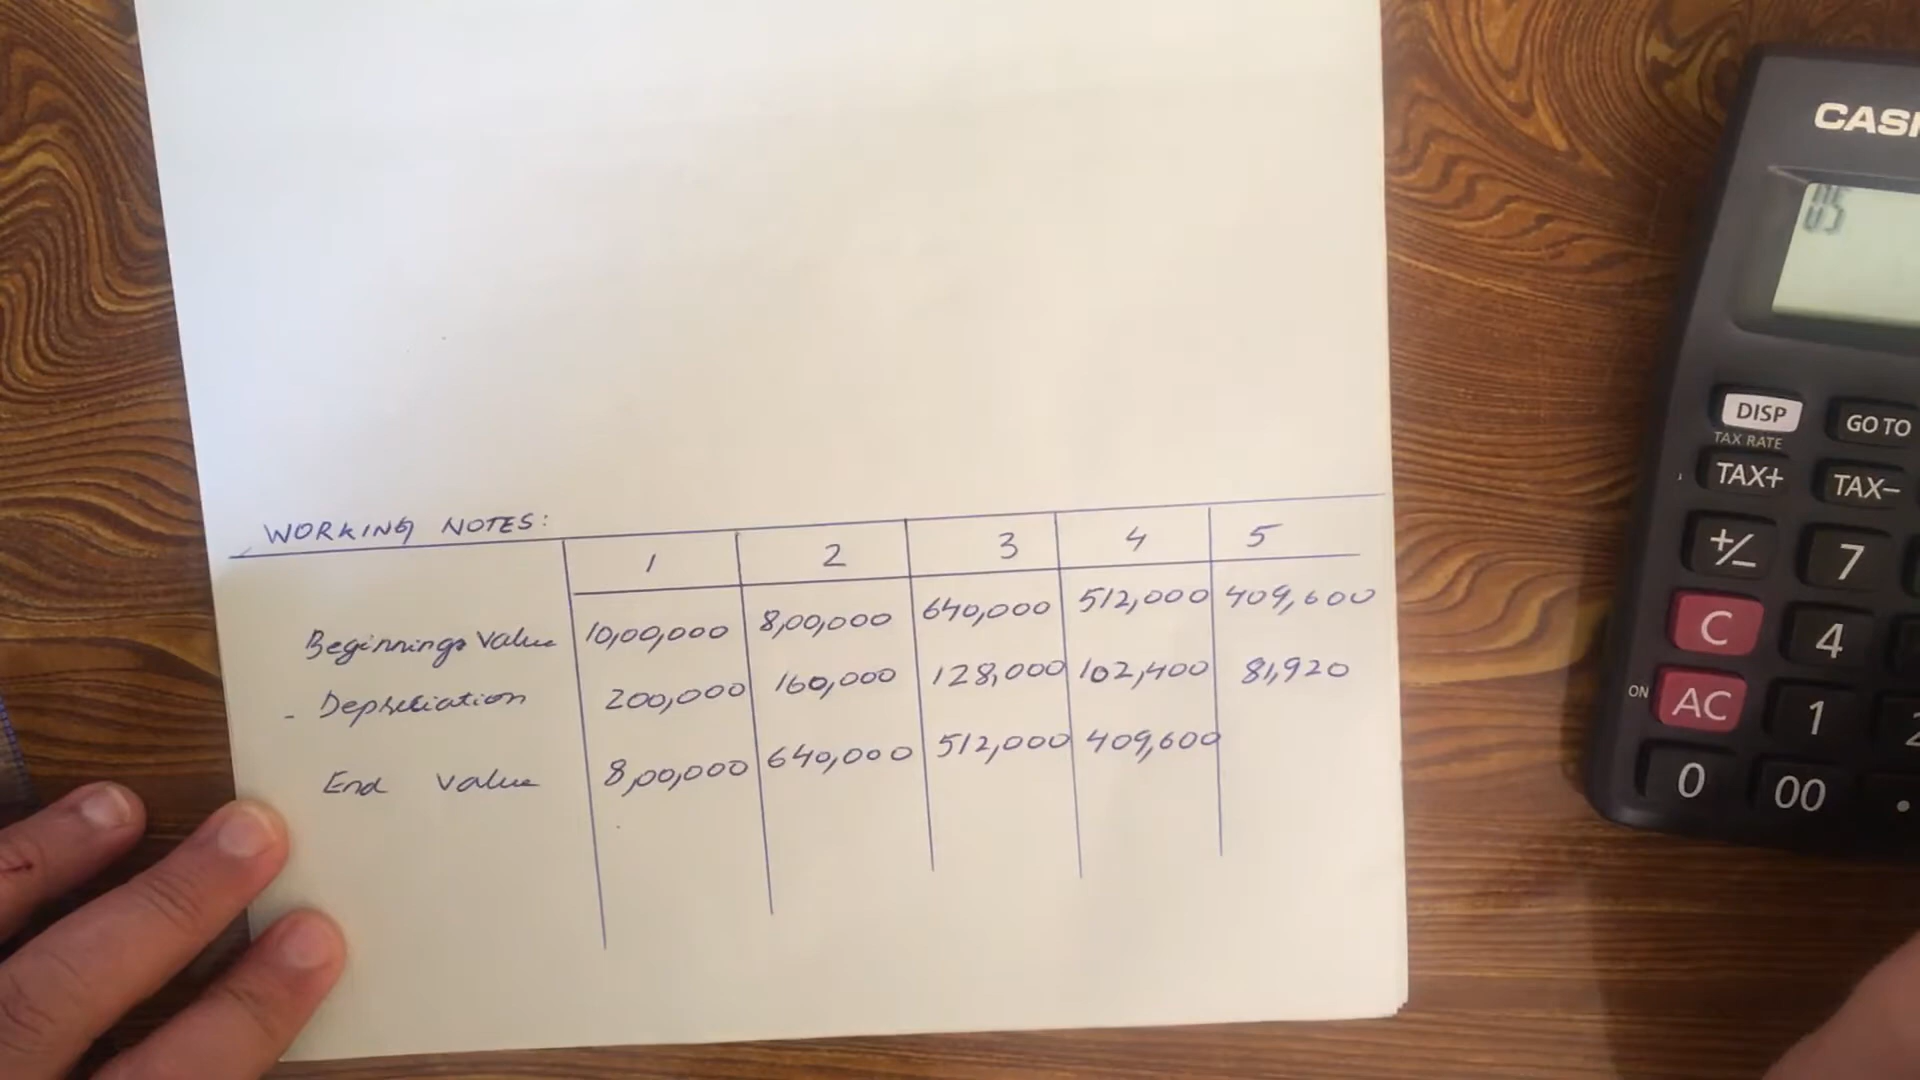 WORKING NOTES:
1 2 3 4 5
Beginnings value 10,00,000 8,00,000 640,000 512,000 409,600
- Depreciation 200,000 160,000 128,000 102,400 81,920
End value 8,00,000 640,000 512,000 409,600
DISP GO TO
TAX RATE
TAX+ TAX-
+/- 7
C 4
ON AC 1 2
0 00 .